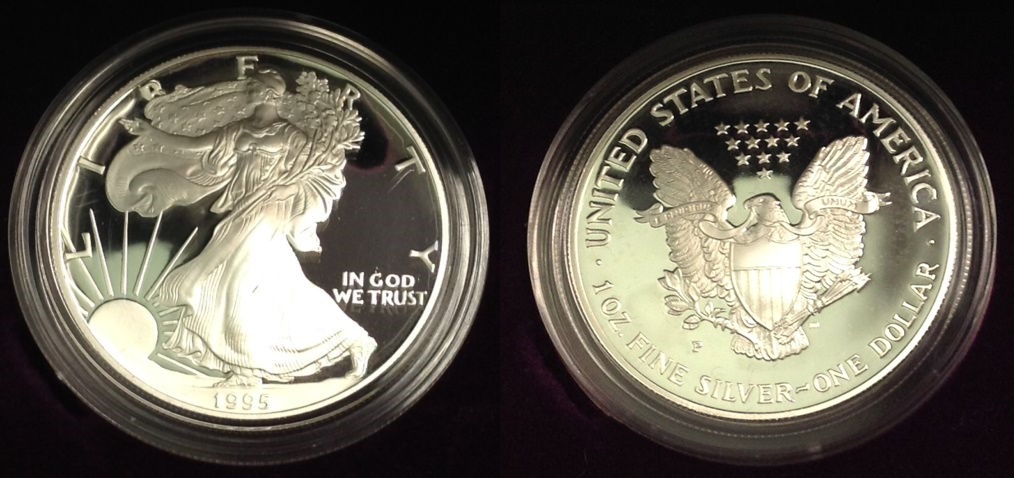 LIBERTY
IN GOD
WE TRUST
1995
UNITED STATES OF AMERICA
E PLURIBUS UNUM
P
1 OZ. FINE SILVER~ONE DOLLAR